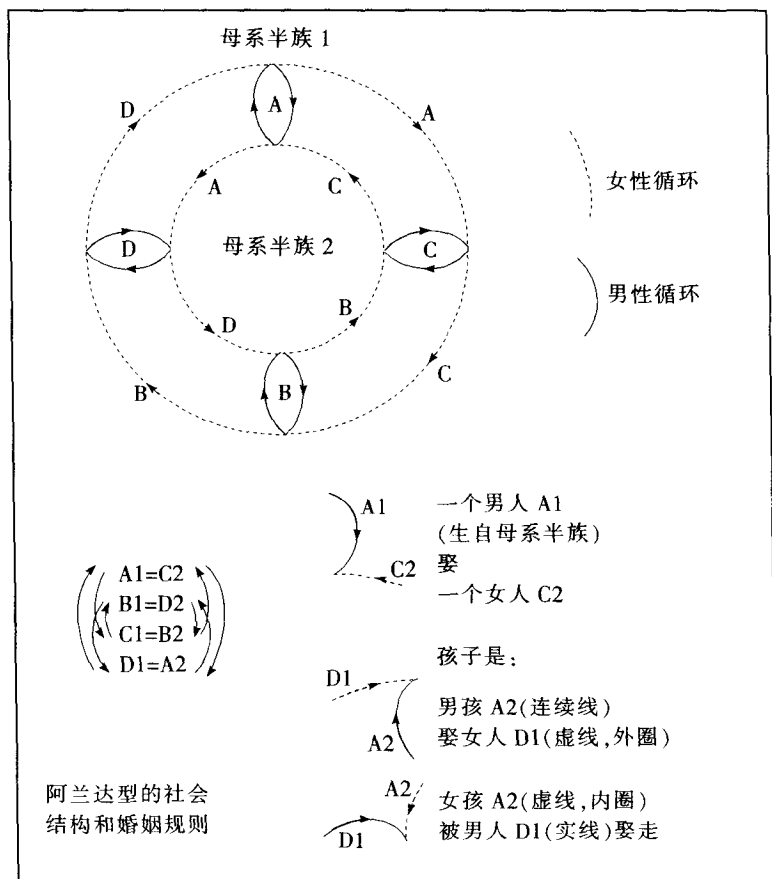 母系半族 1
D
A
A
A
C
女性循环
D
母系半族 2
C
男性循环
D
B
B
B
C
A1
一个男人 A1
(生自母系半族)
C2
娶
一个女人 C2
A1=C2
B1=D2
C1=B2
D1=A2
孩子是:
D1
男孩 A2(连续线)
A2
娶女人 D1(虚线,外圈)
阿兰达型的社会
结构和婚姻规则
A2
女孩 A2(虚线,内圈)
D1
被男人 D1(实线)娶走